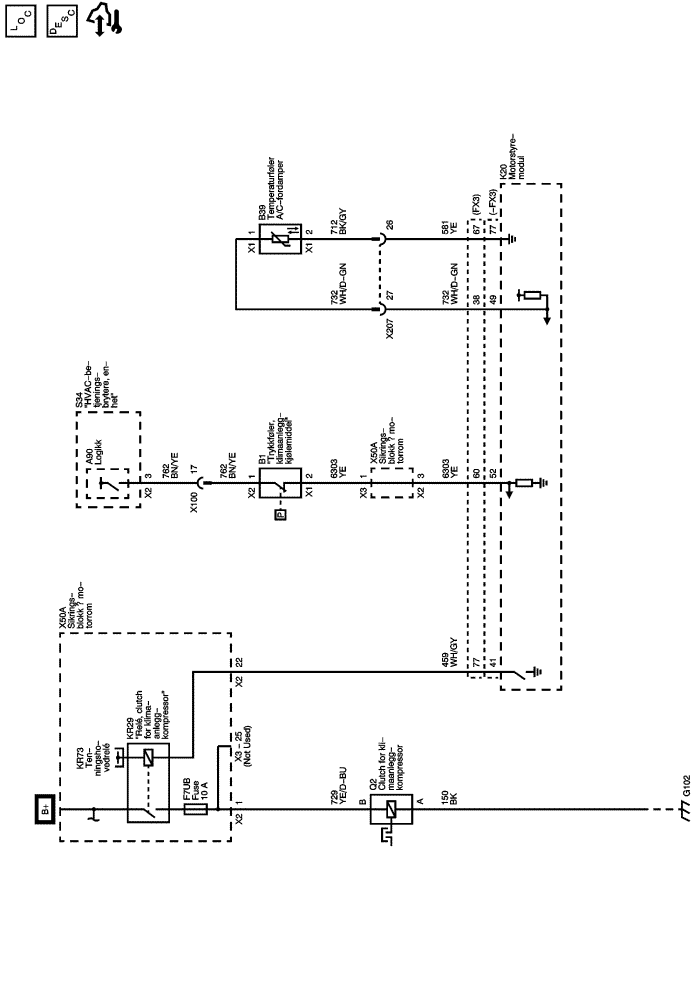 LOC
DESC
K20
Motorstyre–
modul
B39
Temperaturføler
A/C–fordamper
X1 1
X1 2
712
BK/GY
26
581
YE
67 (FX3)
77 (–FX3)
732
WH/D–GN
27
X207
732
WH/D–GN
38
49
S34
"HVAC–be–
tjenings–
brytere, en–
het"
A90
Logikk
X2 3
762
BN/YE
17
X100
762
BN/YE
X2 1
B1
"Trykkføler,
klimaanlegg–
kjølemiddel"
P
X1 2
6303
YE
X50A
Sikrings–
blokk ? mo–
torrom
X3 1
X2 3
6303
YE
60
52
X50A
Sikrings–
blokk ? mo–
torrom
X2 22
459
WH/GY
77
41
KR73
Ten–
ningsho–
vedrelé
KR29
"Relé, clutch
for klima–
anlegg–
kompressor"
X3 – 25
(Not Used)
B+
F7UB
Fuse
10 A
X2 1
729
YE/D–BU
Q2
Clutch for kli–
maanlegg–
kompressor
B
A
150
BK
G102